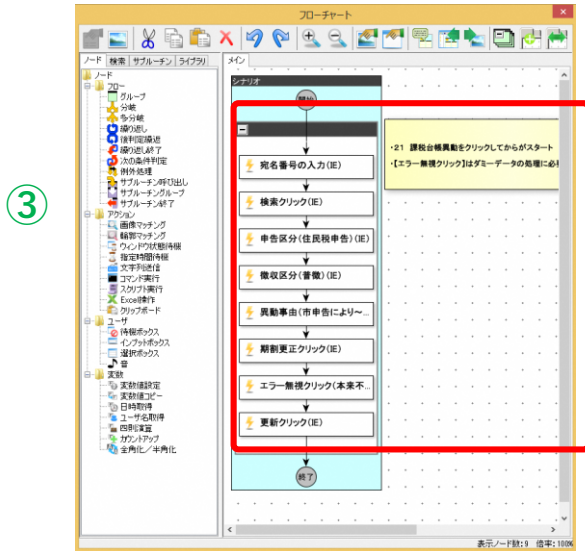 フローチャート
ノード 検索 サブルーチン ライブラリ
メイン
ノード
フロー
グループ
分岐
多分岐
繰り返し
後判定繰返
繰り返し終了
次の条件判定
例外処理
サブルーチン呼び出し
サブルーチングループ
サブルーチン終了
アクション
画像マッチング
輪郭マッチング
ウィンドウ状態待機
指定時間待機
文字列送信
コマンド実行
スクリプト実行
Excel操作
クリップボード
ユーザ
待機ボックス
インプットボックス
選択ボックス
音
変数
変数値設定
変数値コピー
日時取得
ユーザ名取得
四則演算
カウントアップ
全角化/半角化
③
シナリオ
開始
宛名番号の入力(IE)
検索クリック(IE)
申告区分(住民税申告)(IE)
徴収区分(普徴)(IE)
異動事由(市申告により~...
期割更正クリック(IE)
エラー無視クリック(本来不...
更新クリック(IE)
終了
・21 課税台帳異動をクリックしてからがスタート
・【エラー無視クリック】はダミーデータの処理に必
表示ノード数:9 倍率:100%